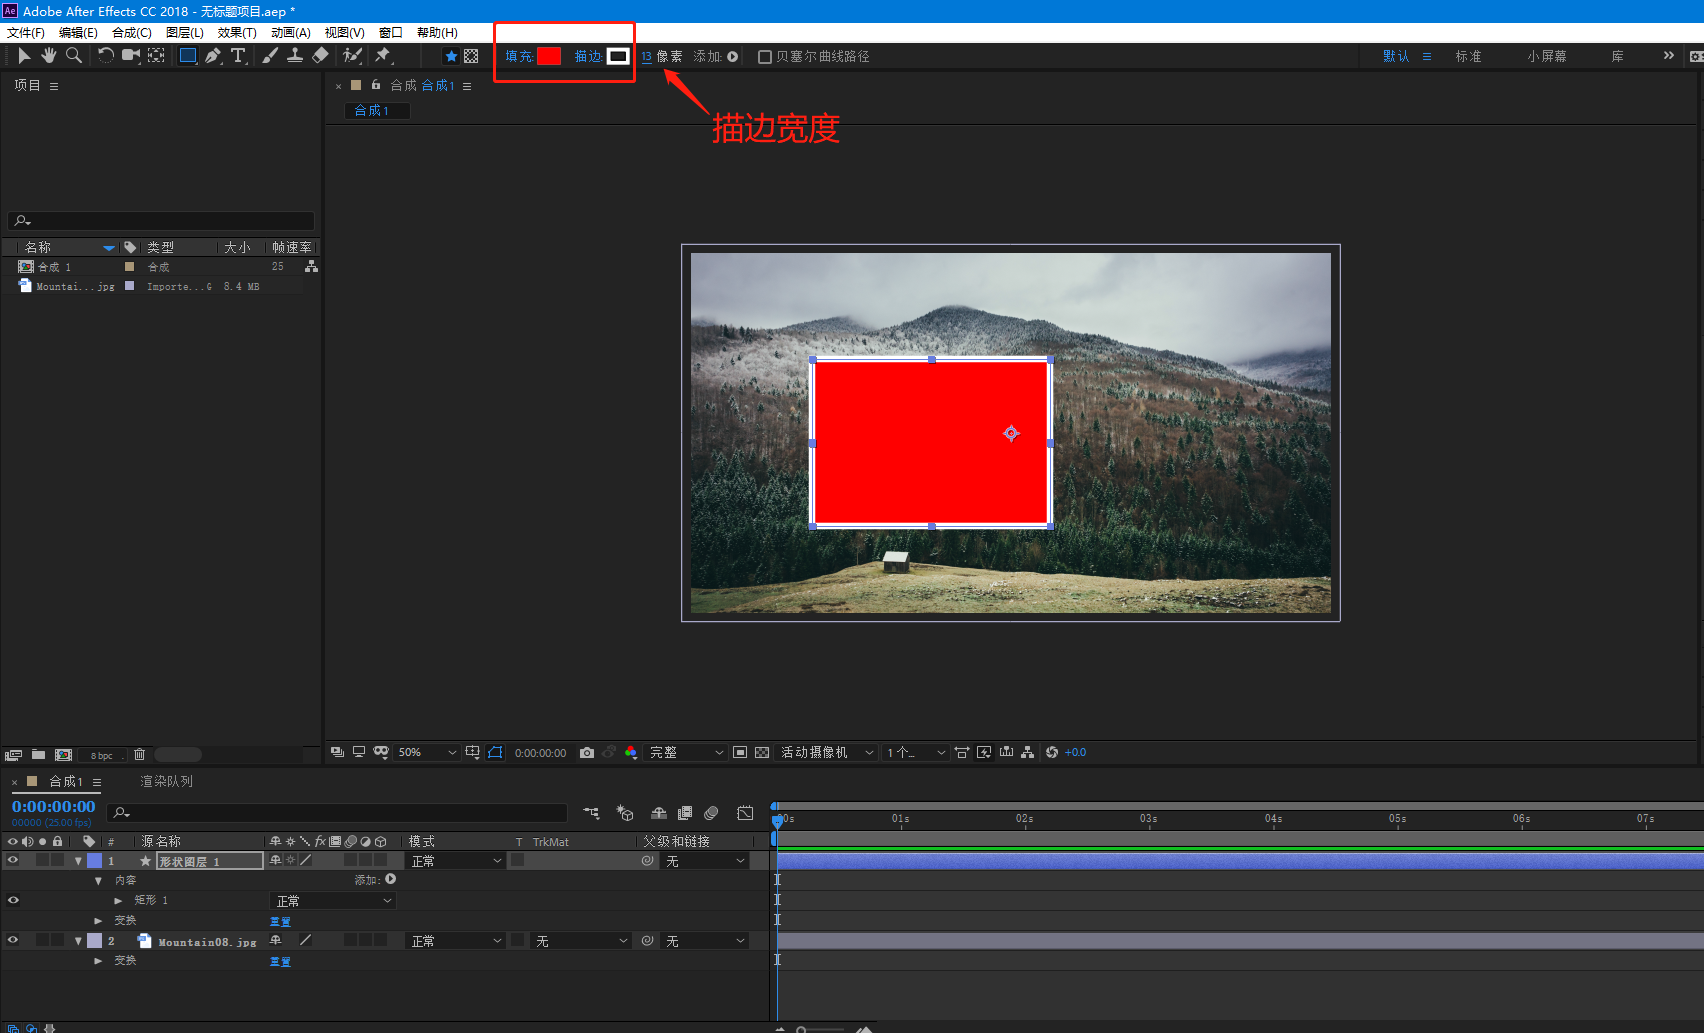 Ae Adobe After Effects CC 2018 - 无标题项目.aep *
文件(F) 编辑(E) 合成(C) 图层(L) 效果(T) 动画(A) 视图(V) 窗口 帮助(H)
填充: 描边: 13 像素 添加: 贝塞尔曲线路径 默认 标准 小屏幕 库
项目
合成 合成1
合成1
描边宽度
名称 类型 大小 帧速率
合成 1 合成 25
Mountai...jpg Importe...G 8.4 MB
8 bpc
50% 0:00:00:00 完整 活动摄像机 1个... +0.0
合成1 渲染队列
0:00:00:00
00000 (25.00 fps)
00s 01s 02s 03s 04s 05s 06s 07s
# 源名称 fx 模式 T TrkMat 父级和链接
1 形状图层 1 正常 无
内容 添加:
矩形 1 正常
变换 重置
2 Mountain08.jpg 正常 无 无
变换 重置